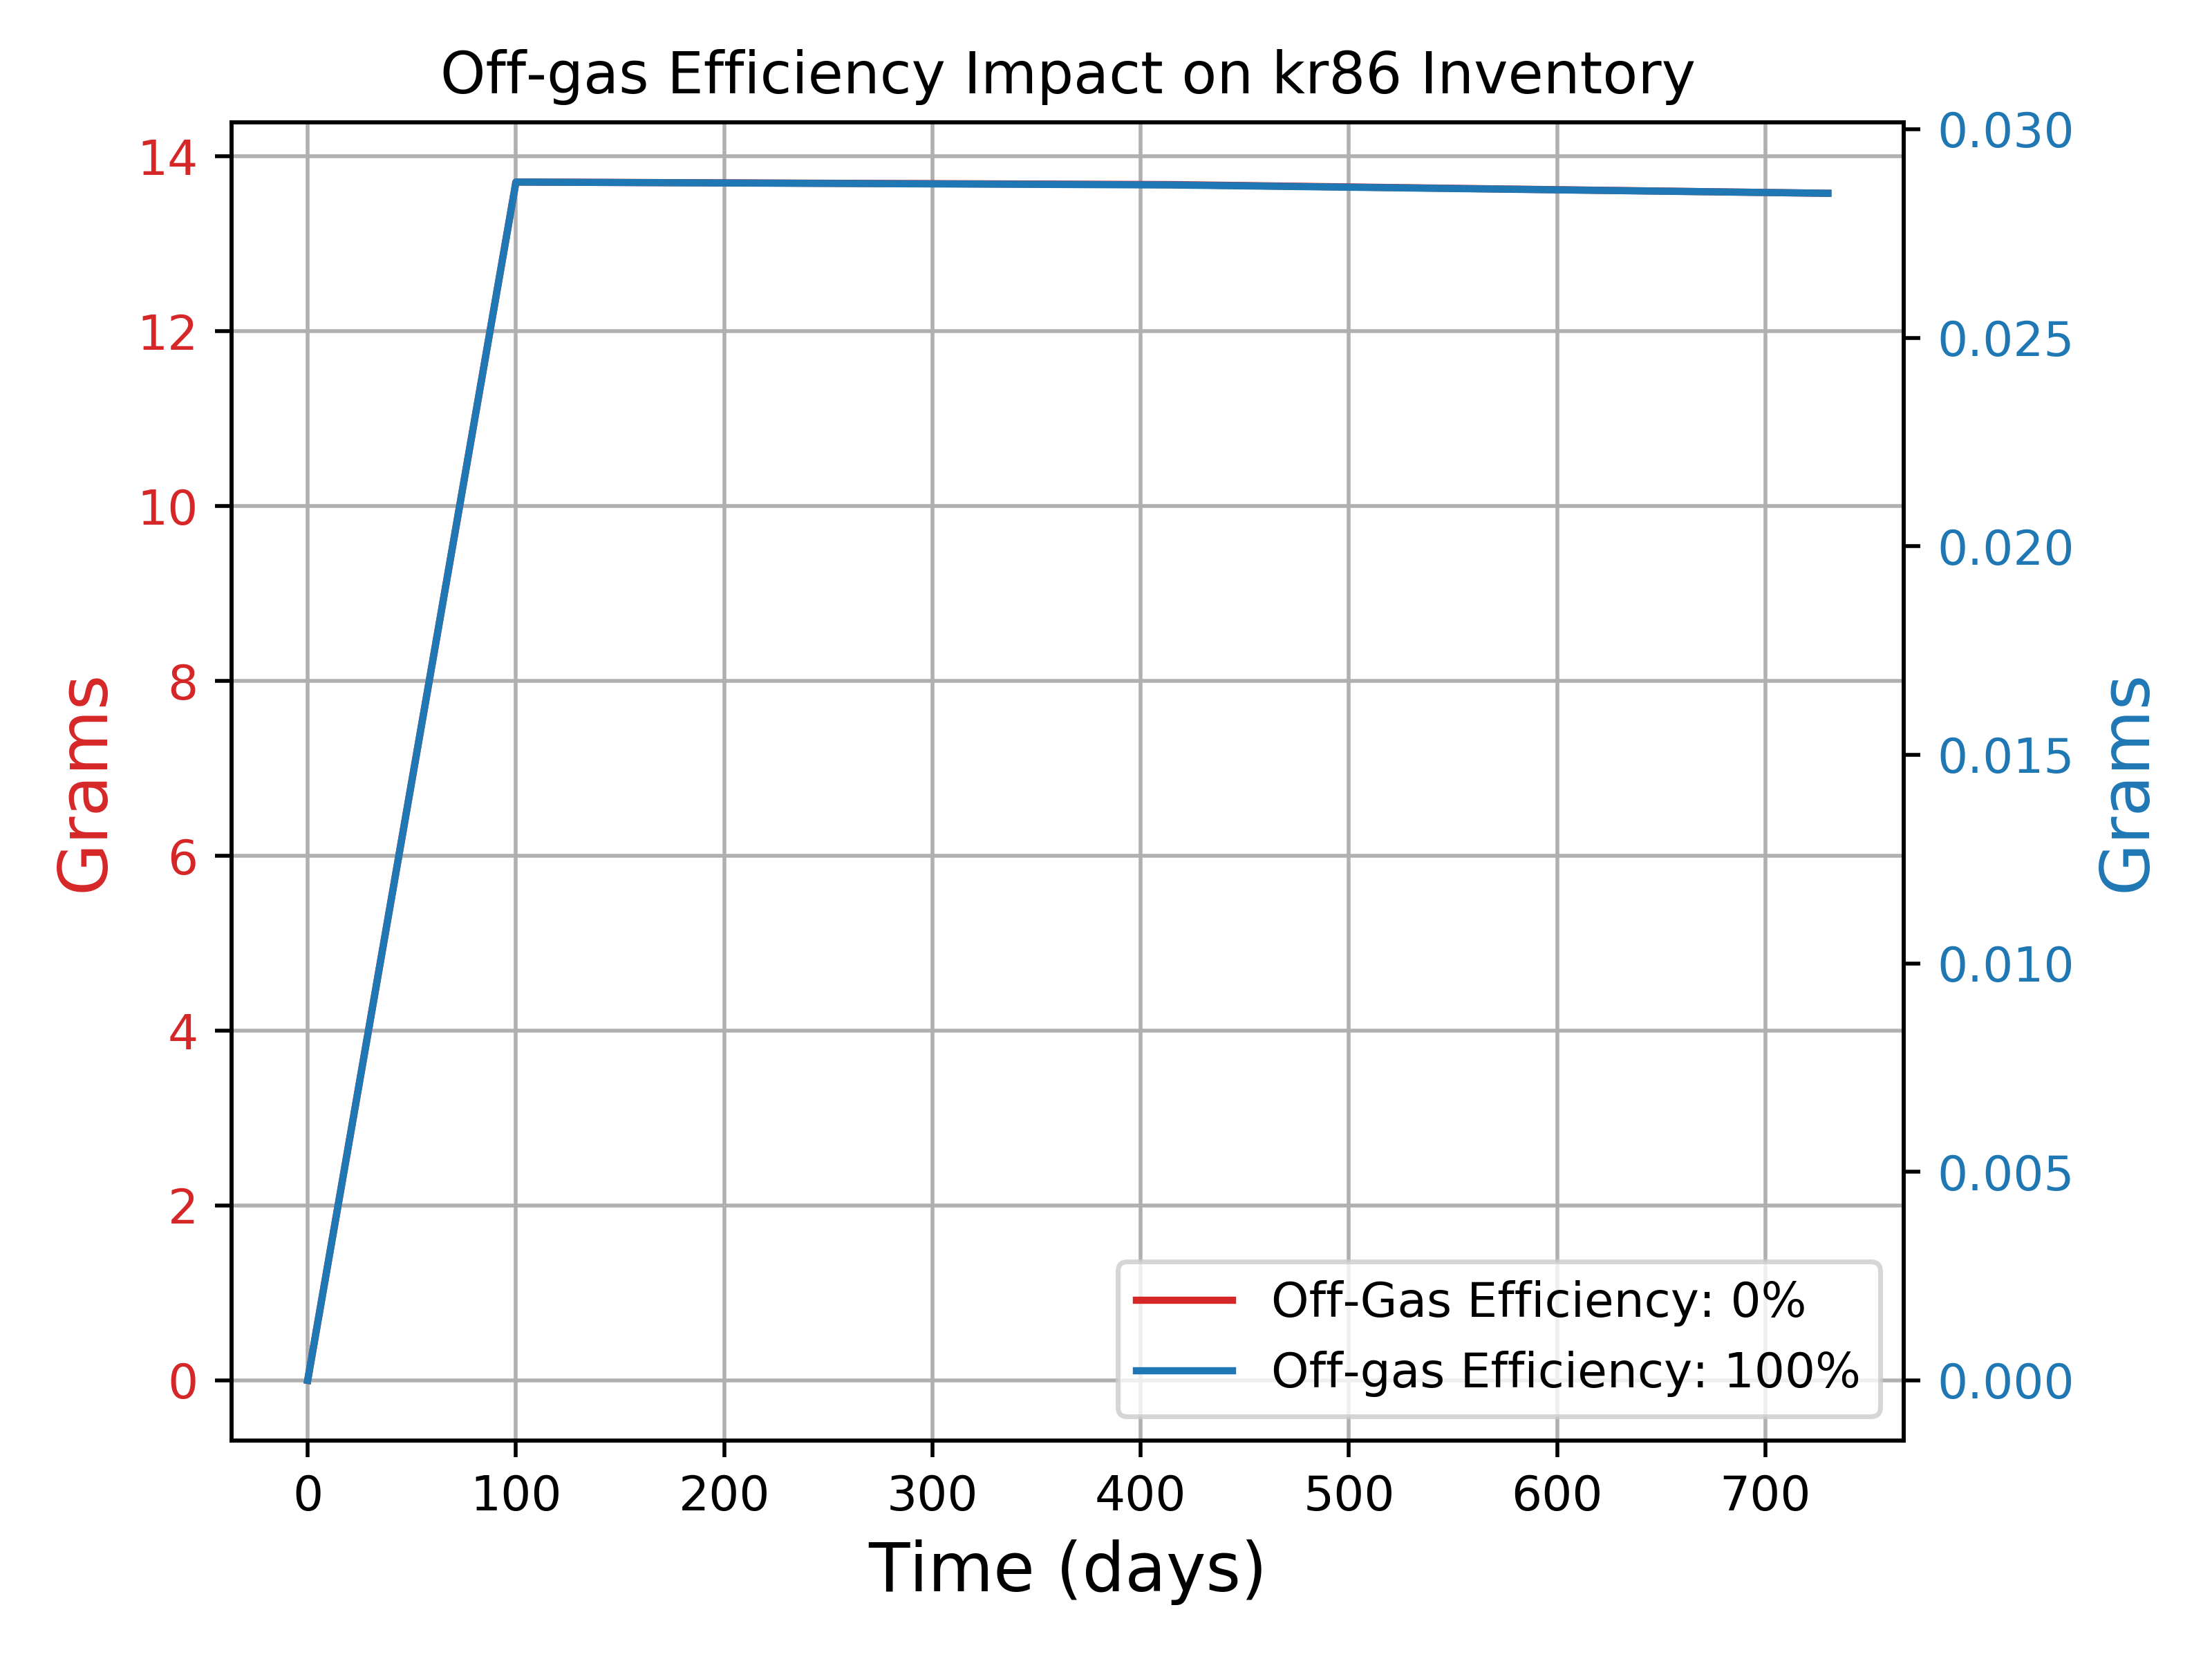 Off-gas Efficiency Impact on kr86 Inventory
14
12
10
8
6
4
2
0
Grams
0.030
0.025
0.020
0.015
0.010
0.005
0.000
Grams
Off-Gas Efficiency: 0%
Off-gas Efficiency: 100%
0 100 200 300 400 500 600 700
Time (days)